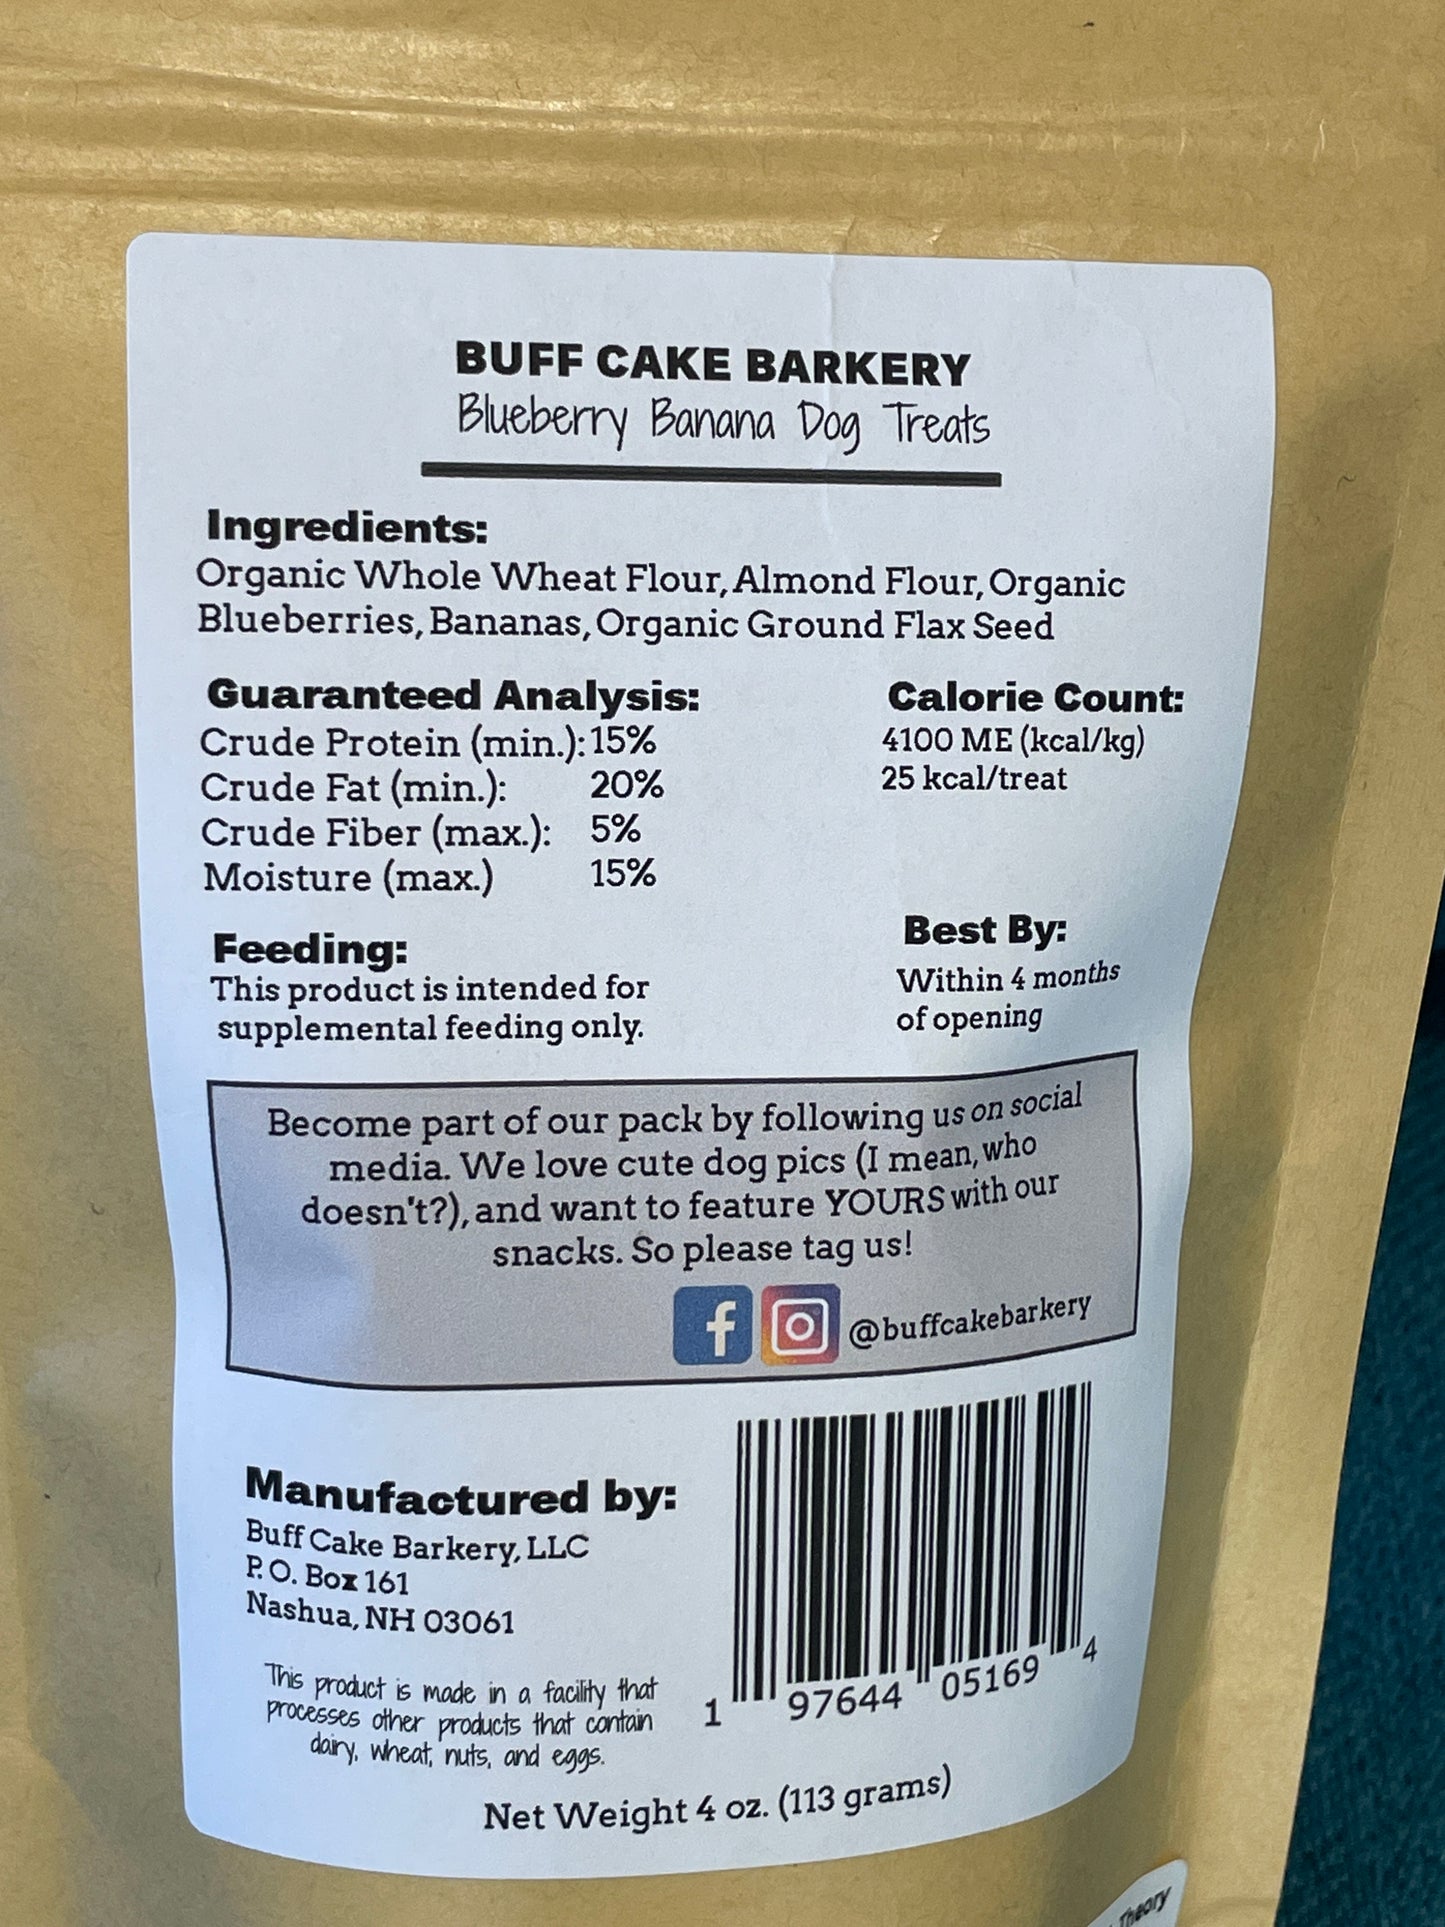 BUFF CAKE BARKERY
Blueberry Banana Dog Treats
Ingredients:
Organic Whole Wheat Flour, Almond Flour, Organic
Blueberries, Bananas, Organic Ground Flax Seed
Guaranteed Analysis:
Crude Protein (min.): 15%
Crude Fat (min.): 20%
Crude Fiber (max.): 5%
Moisture (max.) 15%
Calorie Count:
4100 ME (kcal/kg)
25 kcal/treat
Feeding:
This product is intended for
supplemental feeding only.
Best By:
Within 4 months
of opening
Become part of our pack by following us on social
media. We love cute dog pics (I mean, who
doesn't?), and want to feature YOURS with our
snacks. So please tag us!
@buffcakebarkery
Manufactured by:
Buff Cake Barkery, LLC
P.O. Box 161
Nashua, NH 03061
This product is made in a facility that
processes other products that contain
dairy, wheat, nuts, and eggs.
1 97644 05169 4
Net Weight 4 oz. (113 grams)
Theory